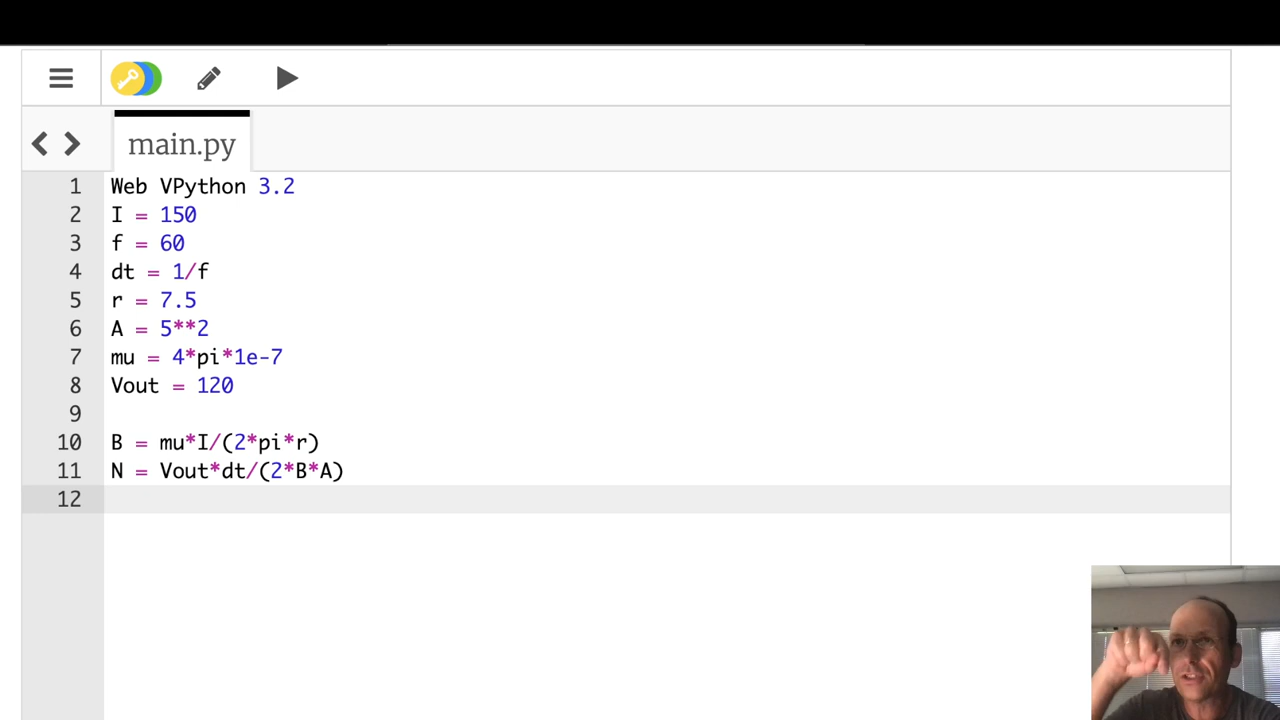 main.py
1 Web VPython 3.2
2 I = 150
3 f = 60
4 dt = 1/f
5 r = 7.5
6 A = 5**2
7 mu = 4*pi*1e-7
8 Vout = 120
9
10 B = mu*I/(2*pi*r)
11 N = Vout*dt/(2*B*A)
12